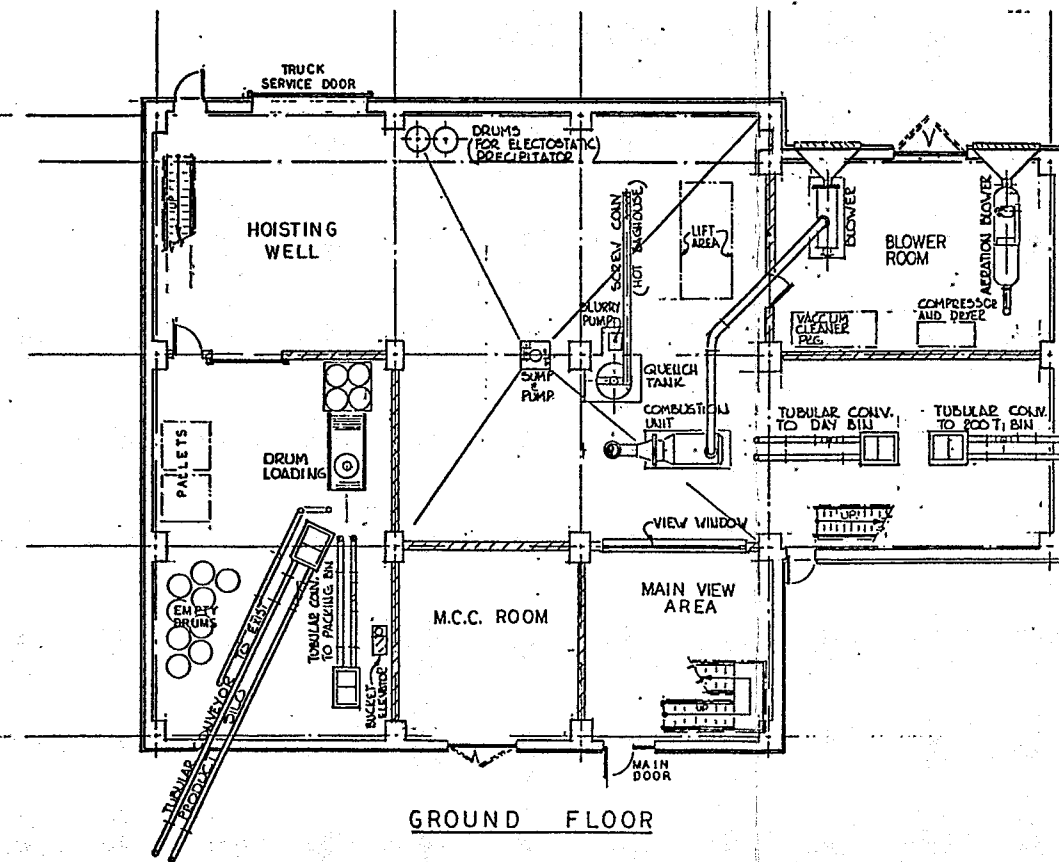 TRUCK
SERVICE DOOR
DRUMS
(FOR ELECTOSTATIC)
PRECIPITATOR
UP
HOISTING
WELL
SCREW CONV
(HOT BAGHOUSE)
LIFT
AREA
BLOWER
BLOWER
ROOM
AERATION BLOWER
SLURRY
PUMP
VACCUM
CLEANER
PKG.
COMPRESSOR
AND DRYER
SUMP
&
PUMP
QUENCH
TANK
COMBUSTION
UNIT
TUBULAR CONV.
TO DAY BIN
TUBULAR CONV.
TO 200 T. BIN
PALLETS
DRUM
LOADING
UP
VIEW WINDOW
EMPTY
DRUMS
TUBULAR CONV.
TO PACKING BIN
M.C.C. ROOM
MAIN VIEW
AREA
BUCKET
ELEVATOR
UP
TUBULAR CONVEYOR TO EXIST
PRODUCT SILO
MAIN
DOOR
GROUND FLOOR